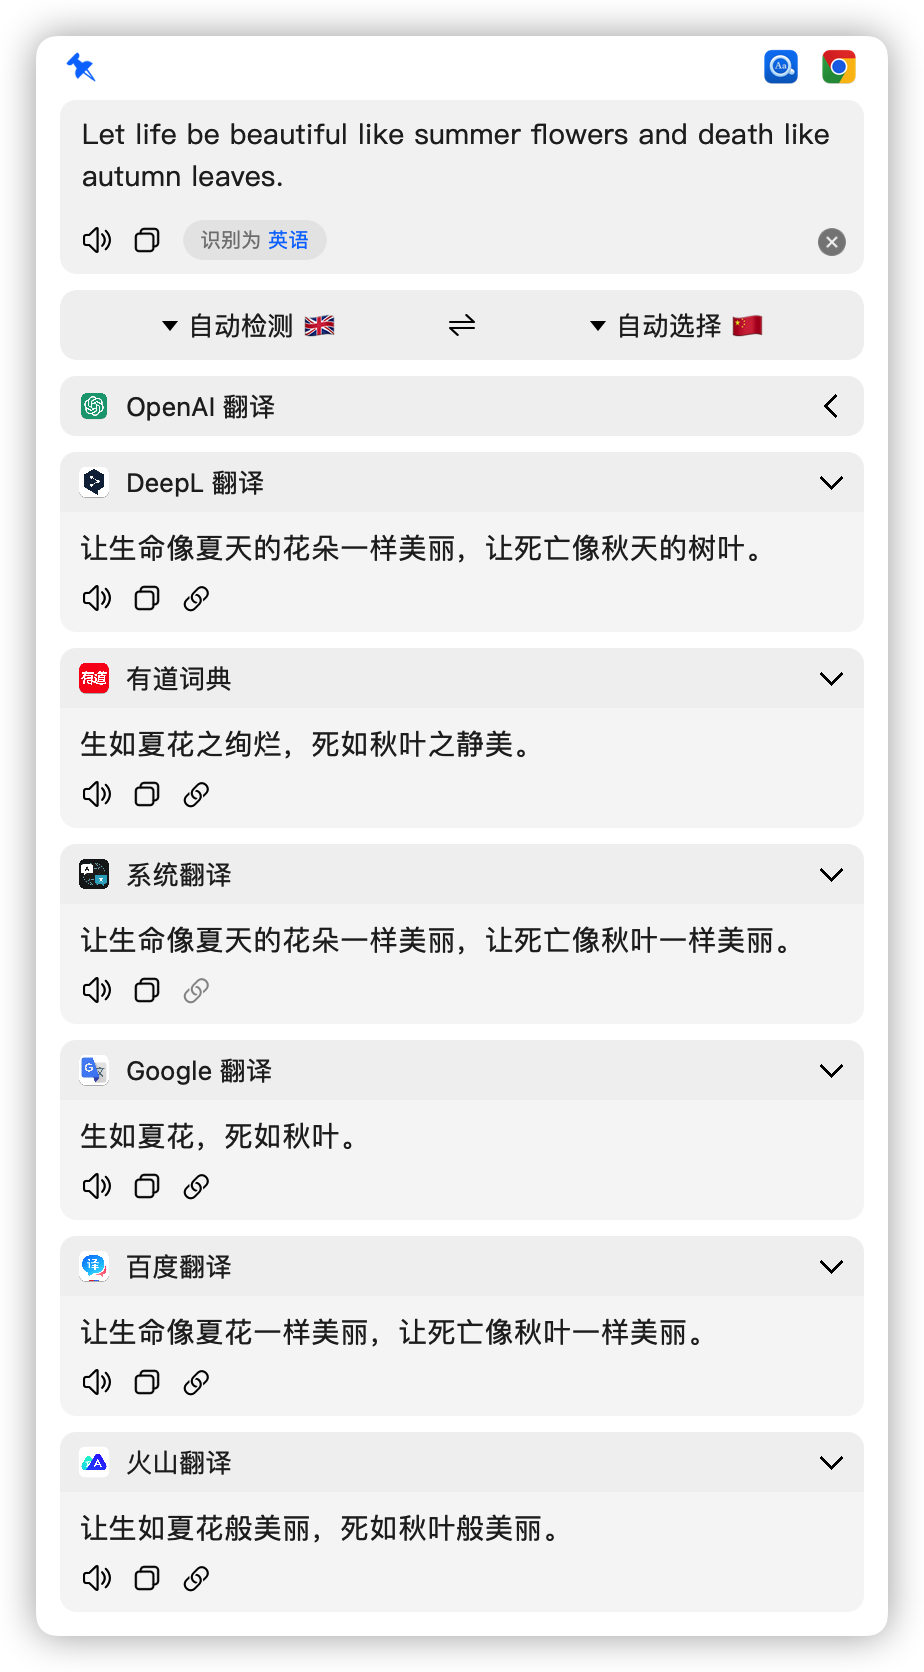 Let life be beautiful like summer flowers and death like
autumn leaves.
识别为 英语
自动检测
自动选择
OpenAI 翻译
DeepL 翻译
让生命像夏天的花朵一样美丽，让死亡像秋天的树叶。
有道 有道词典
生如夏花之绚烂，死如秋叶之静美。
系统翻译
让生命像夏天的花朵一样美丽，让死亡像秋叶一样美丽。
Google 翻译
生如夏花，死如秋叶。
译 百度翻译
让生命像夏花一样美丽，让死亡像秋叶一样美丽。
火山翻译
让生如夏花般美丽，死如秋叶般美丽。